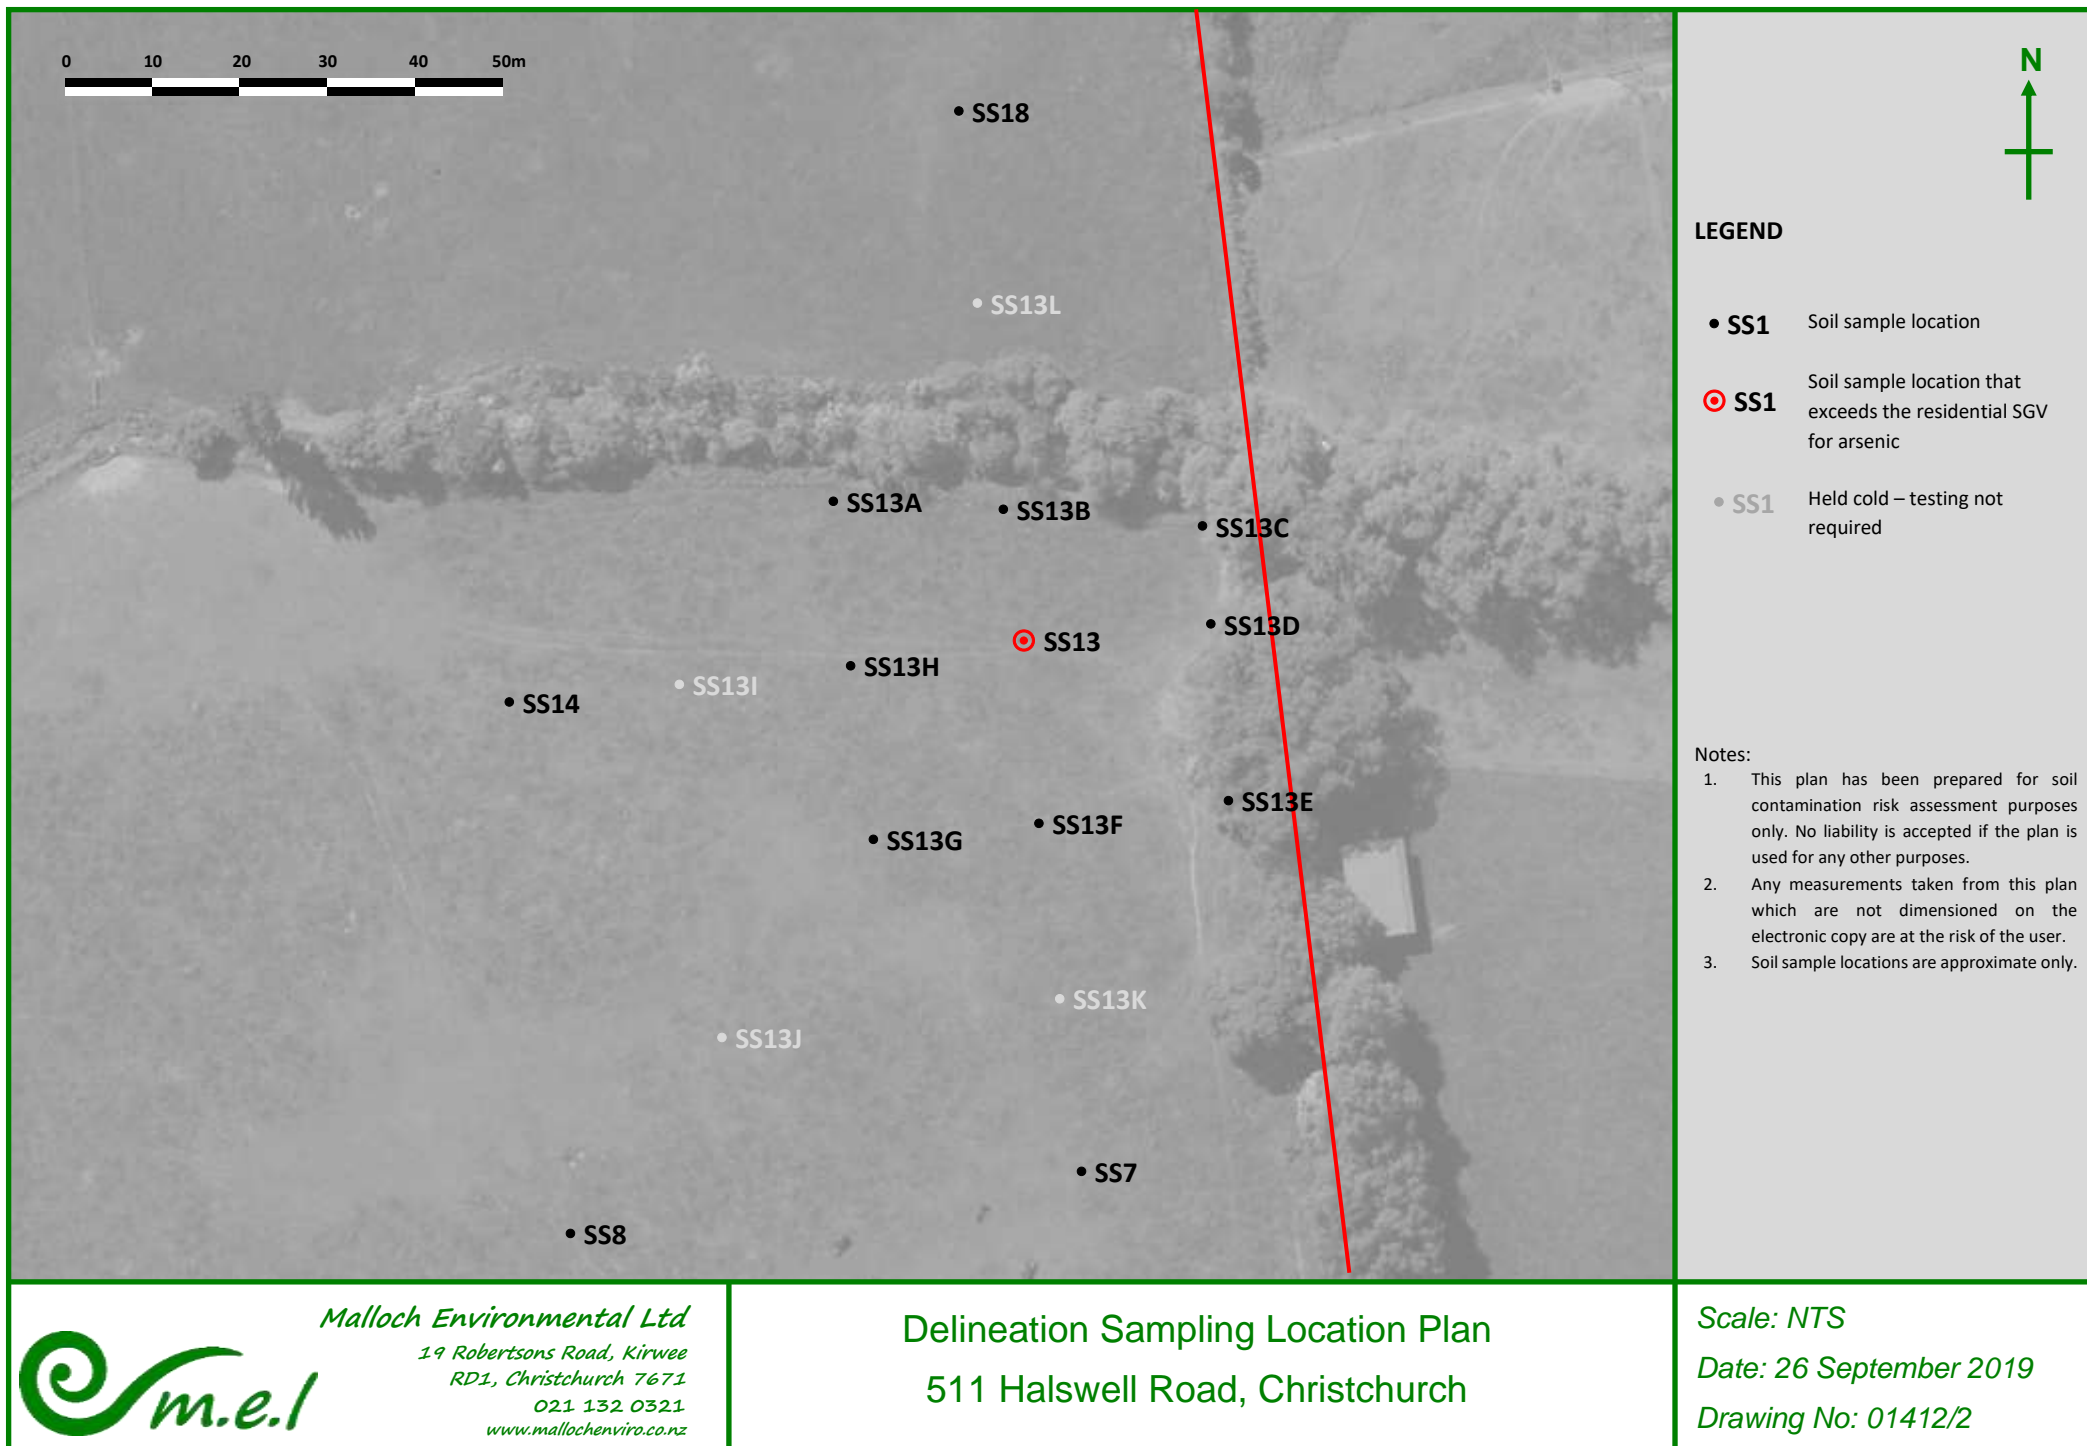 0 10 20 30 40 50m
SS18
SS13L
SS13A
SS13B
SS13C
SS13D
SS13
SS13H
SS13I
SS14
SS13E
SS13F
SS13G
SS13K
SS13J
SS7
SS8
N
LEGEND
SS1 Soil sample location
SS1 Soil sample location that
exceeds the residential SGV
for arsenic
SS1 Held cold – testing not
required
Notes:
1. This plan has been prepared for soil
contamination risk assessment purposes
only. No liability is accepted if the plan is
used for any other purposes.
2. Any measurements taken from this plan
which are not dimensioned on the
electronic copy are at the risk of the user.
3. Soil sample locations are approximate only.
m.e.l
Malloch Environmental Ltd
19 Robertsons Road, Kirwee
RD1, Christchurch 7671
021 132 0321
www.mallochenviro.co.nz
Delineation Sampling Location Plan
511 Halswell Road, Christchurch
Scale: NTS
Date: 26 September 2019
Drawing No: 01412/2